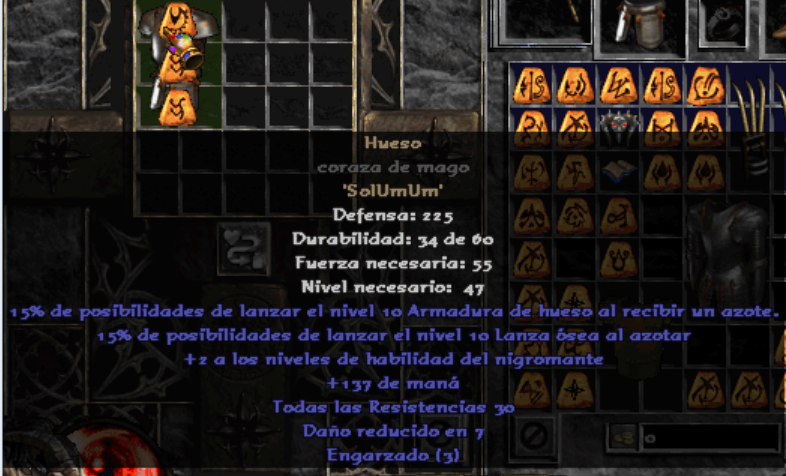 Hueso
coraza de mago
'SolUmUm'
Defensa: 225
Durabilidad: 34 de 60
Fuerza necesaria: 55
Nivel necesario: 47
15% de posibilidades de lanzar el nivel 10 Armadura de hueso al recibir un azote.
15% de posibilidades de lanzar el nivel 10 Lanza ósea al azotar
+2 a los niveles de habilidad del nigromante
+137 de maná
Todas las Resistencias 30
Daño reducido en 7
Engarzado (3)
0